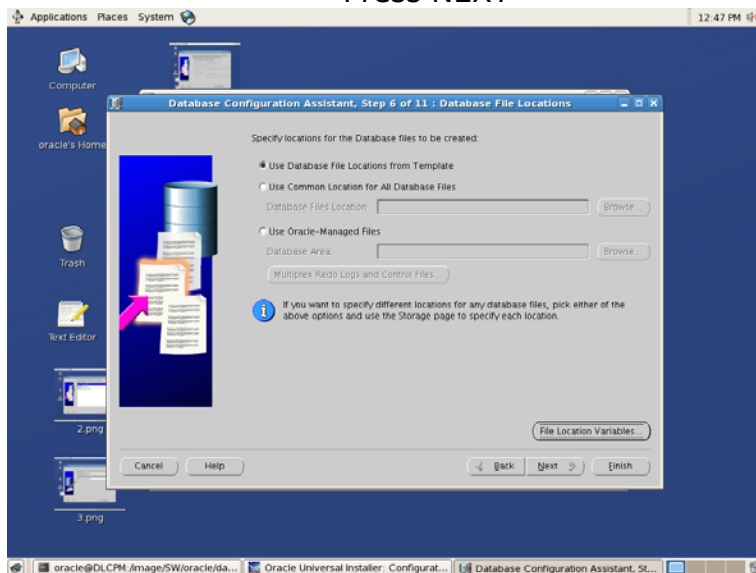 Press NEXT
Applications Places System
12:47 PM
Computer
Database Configuration Assistant, Step 6 of 11 : Database File Locations
oracle's Home
Specify locations for the Database files to be created:
Use Database File Locations from Template
Use Common Location for All Database Files
Database Files Location:
Browse...
Use Oracle-Managed Files
Database Area:
Browse...
Multiplex Redo Logs and Control Files...
Trash
If you want to specify different locations for any database files, pick either of the
above options and use the Storage page to specify each location.
Text Editor
2.png
File Location Variables...
Cancel
Help
Back
Next
Finish
3.png
oracle@DLCPM:/image/SW/oracle/da...
Oracle Universal Installer: Configurat...
Database Configuration Assistant, St...